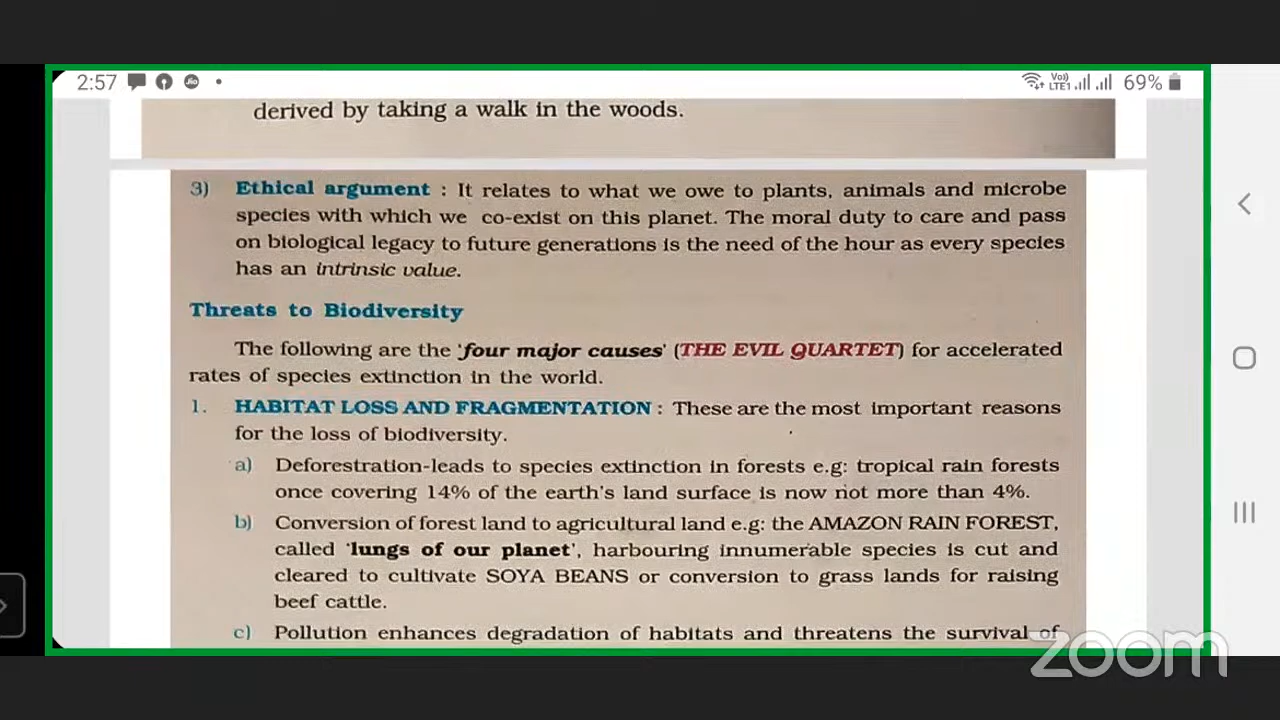 2:57
Vo))
LTE1
69%
derived by taking a walk in the woods.
3) Ethical argument : It relates to what we owe to plants, animals and microbe
species with which we co-exist on this planet. The moral duty to care and pass
on biological legacy to future generations is the need of the hour as every species
has an intrinsic value.
Threats to Biodiversity
The following are the 'four major causes' (THE EVIL QUARTET) for accelerated
rates of species extinction in the world.
1. HABITAT LOSS AND FRAGMENTATION : These are the most important reasons
for the loss of biodiversity.
a) Deforestration-leads to species extinction in forests e.g: tropical rain forests
once covering 14% of the earth's land surface is now not more than 4%.
b) Conversion of forest land to agricultural land e.g: the AMAZON RAIN FOREST,
called 'lungs of our planet', harbouring innumerable species is cut and
cleared to cultivate SOYA BEANS or conversion to grass lands for raising
beef cattle.
c) Pollution enhances degradation of habitats and threatens the survival of
zoom